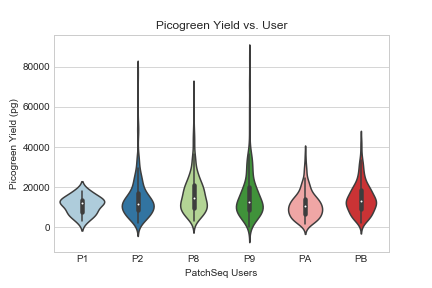 Picogreen Yield vs. User
Picogreen Yield (pg)
80000
60000
40000
20000
0
P1 P2 P8 P9 PA PB
PatchSeq Users